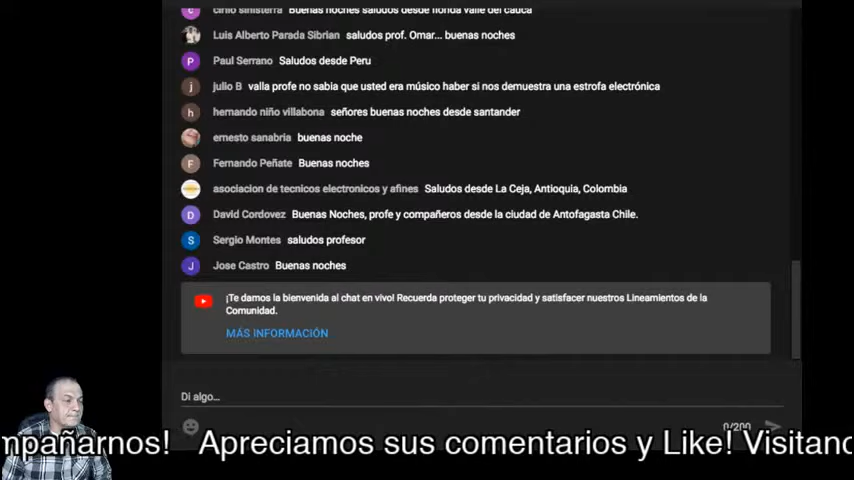 cirilo sinisterra Buenas noches saludos desde florida valle del cauca
Luis Alberto Parada Sibrian saludos prof. Omar... buenas noches
P Paul Serrano Saludos desde Peru
j julio B valla profe no sabia que usted era músico haber si nos demuestra una estrofa electrónica
h hernando niño villabona señores buenas noches desde santander
ernesto sanabria buenas noche
F Fernando Peñate Buenas noches
asociacion de tecnicos electronicos y afines Saludos desde La Ceja, Antioquia, Colombia
D David Cordovez Buenas Noches, profe y compañeros desde la ciudad de Antofagasta Chile.
S Sergio Montes saludos profesor
J Jose Castro Buenas noches
¡Te damos la bienvenida al chat en vivo! Recuerda proteger tu privacidad y satisfacer nuestros Lineamientos de la
Comunidad.
MÁS INFORMACIÓN
Di algo...
0/200
mpañarnos! Apreciamos sus comentarios y Like! Visitano